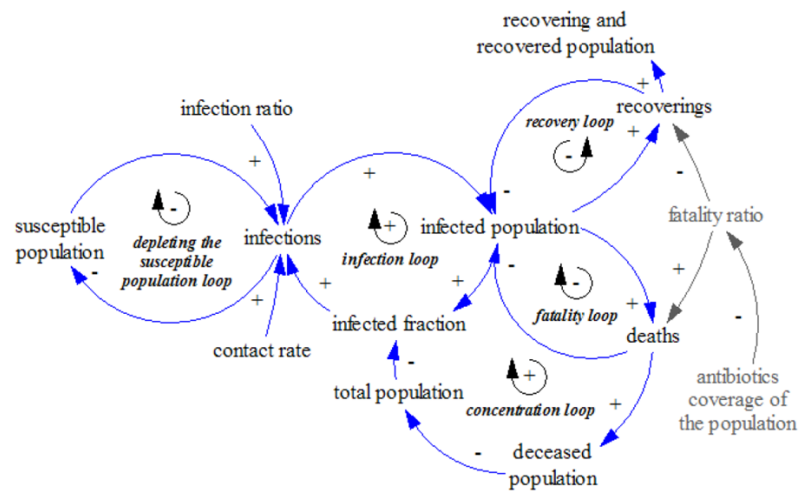 recovering and
recovered population
infection ratio
+
recoverings
recovery loop
+
-
+
+
-
-
-
susceptible
population
depleting the
susceptible
population loop
infections
+
infection loop
infected population
fatality ratio
-
+
+
+
-
-
+
+
infected fraction
fatality loop
deaths
-
contact rate
-
total population
+
concentration loop
+
antibiotics
coverage of
the population
-
deceased
population